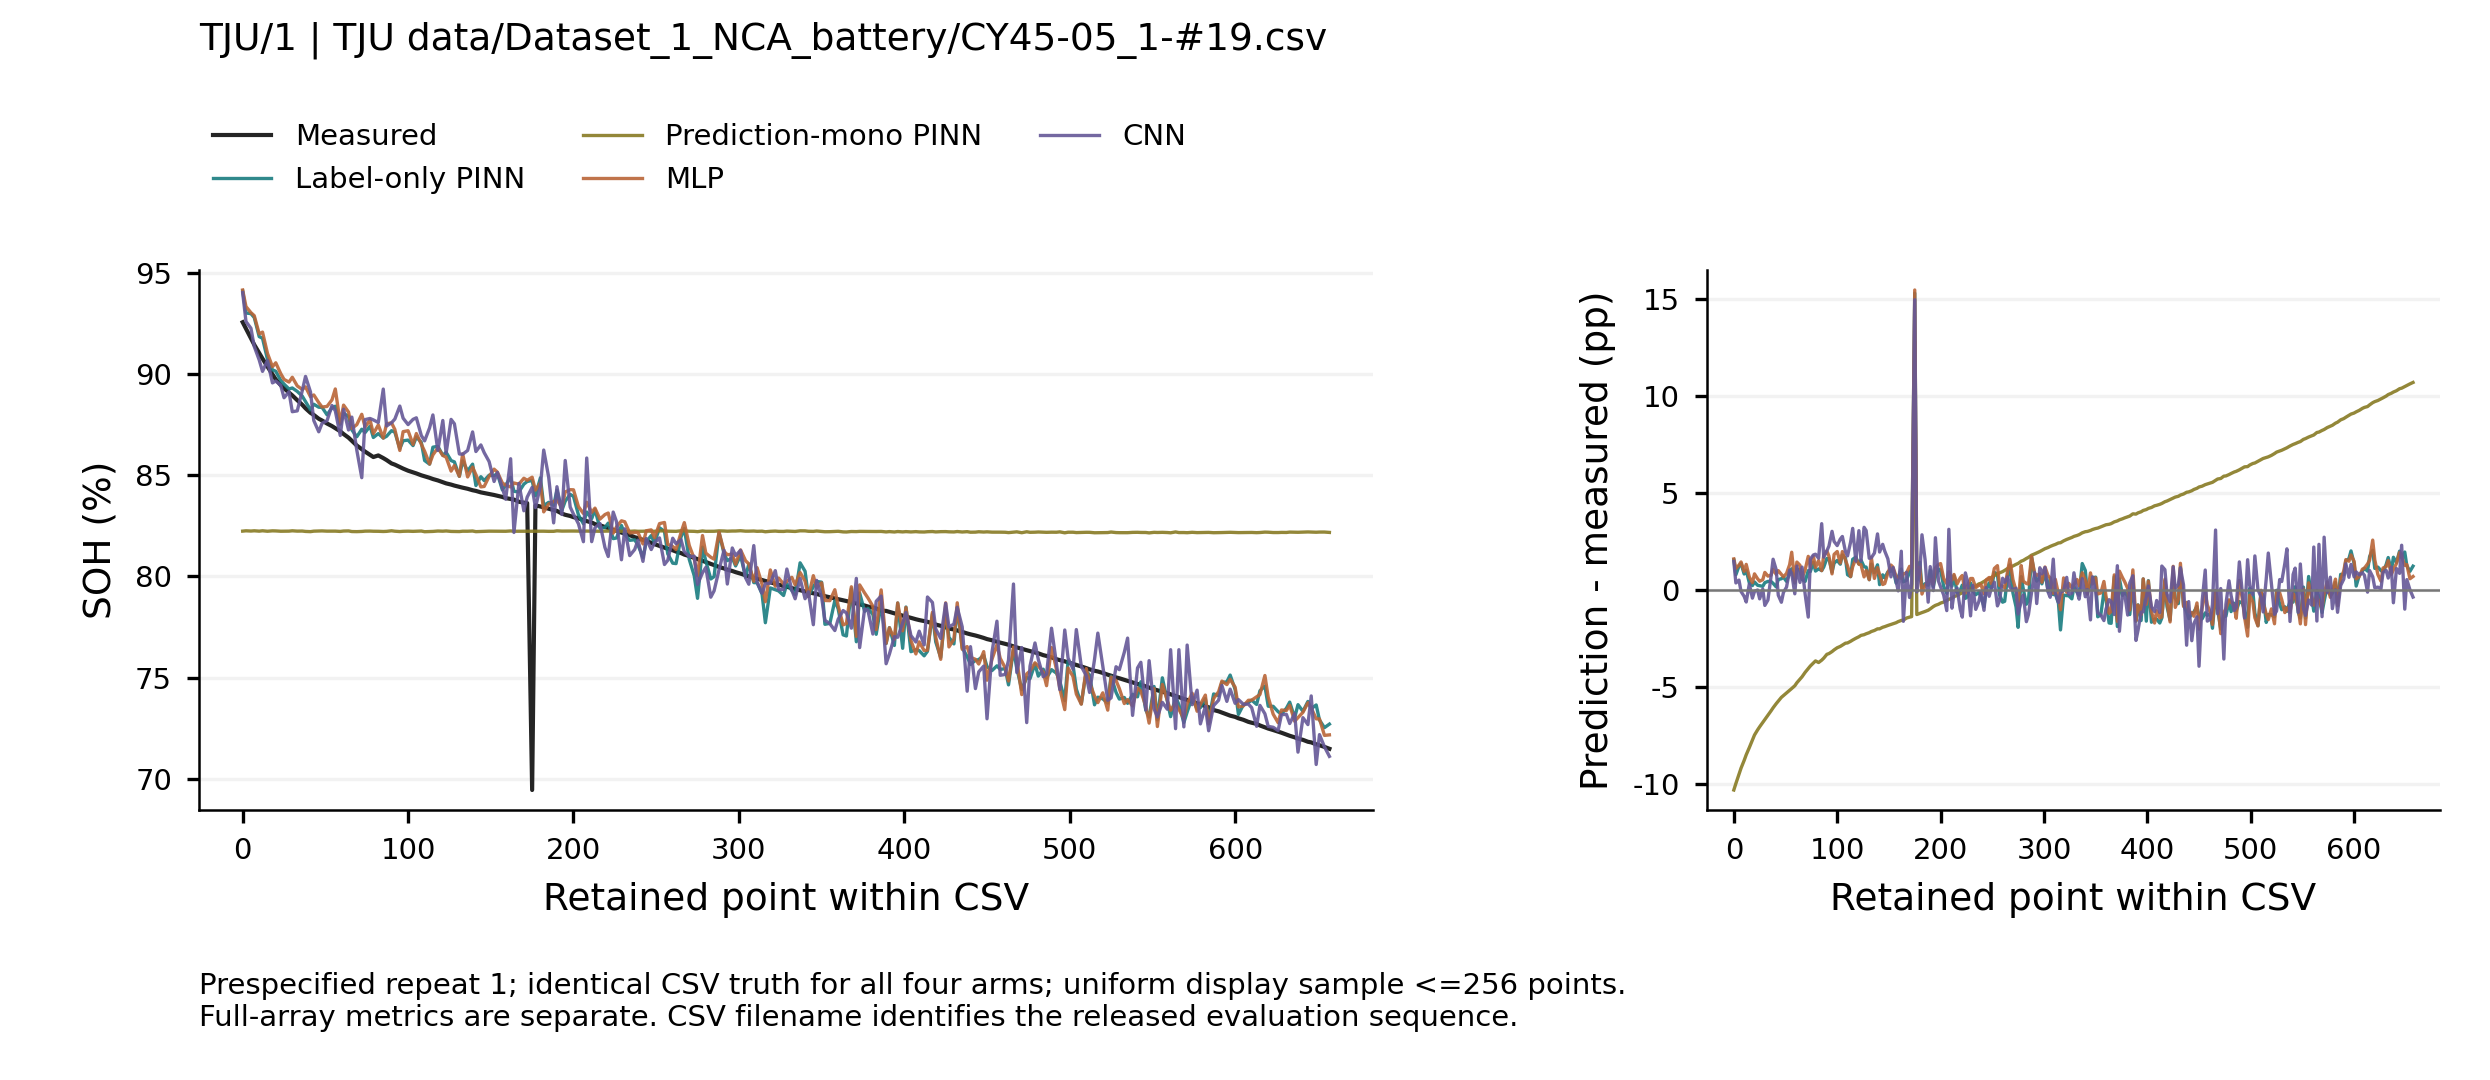 TJU/1 | TJU data/Dataset_1_NCA_battery/CY45-05_1-#19.csv
Measured
Label-only PINN
Prediction-mono PINN
MLP
CNN
SOH (%)
95
90
85
80
75
70
0 100 200 300 400 500 600
Retained point within CSV
Prediction - measured (pp)
15
10
5
0
-5
-10
0 100 200 300 400 500 600
Retained point within CSV
Prespecified repeat 1; identical CSV truth for all four arms; uniform display sample <=256 points.
Full-array metrics are separate. CSV filename identifies the released evaluation sequence.